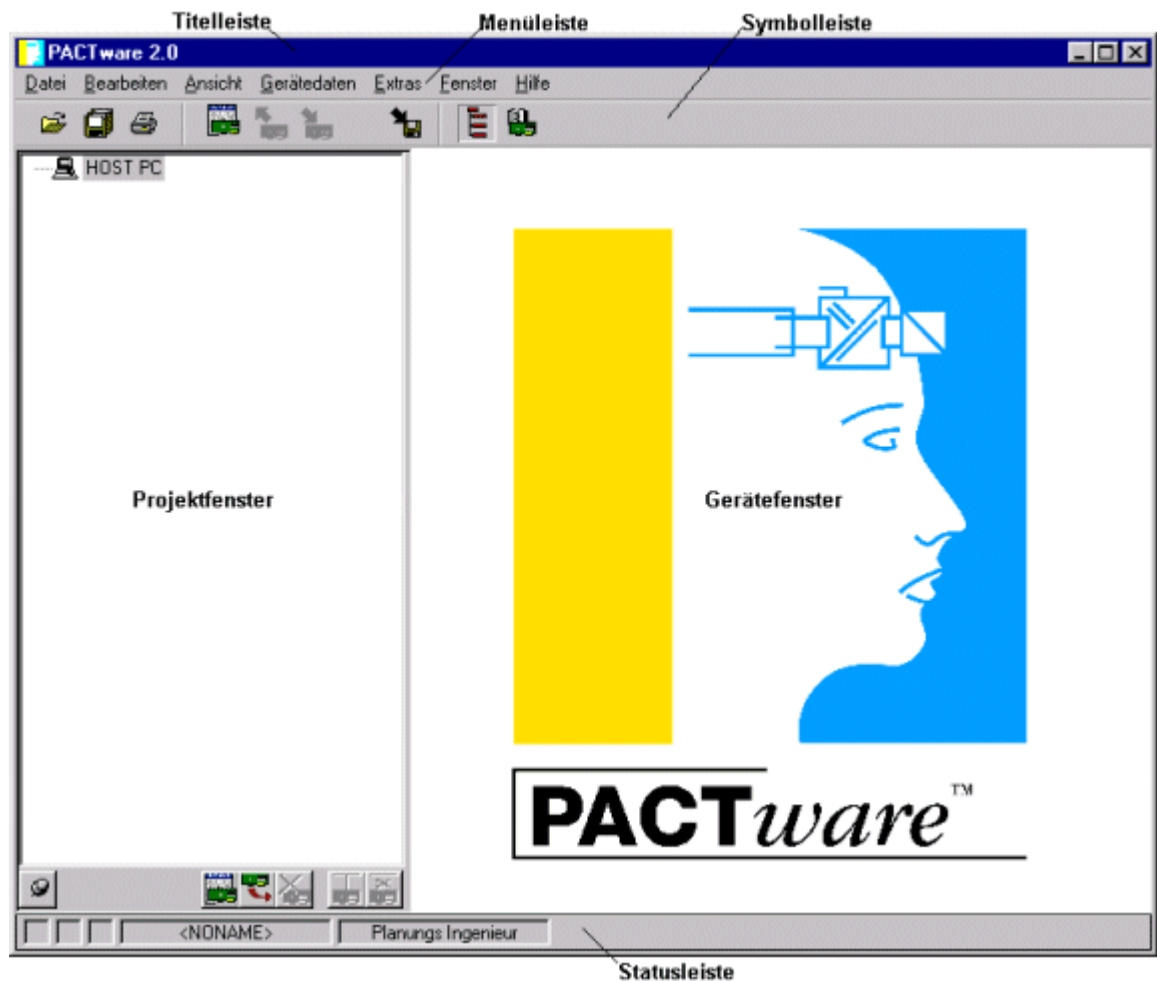 Titelleiste Menüleiste Symbolleiste
PACTware 2.0
Datei Bearbeiten Ansicht Gerätedaten Extras Fenster Hilfe
HOST PC
Projektfenster
Gerätefenster
PACTware™
<NONAME> Planungs Ingenieur
Statusleiste